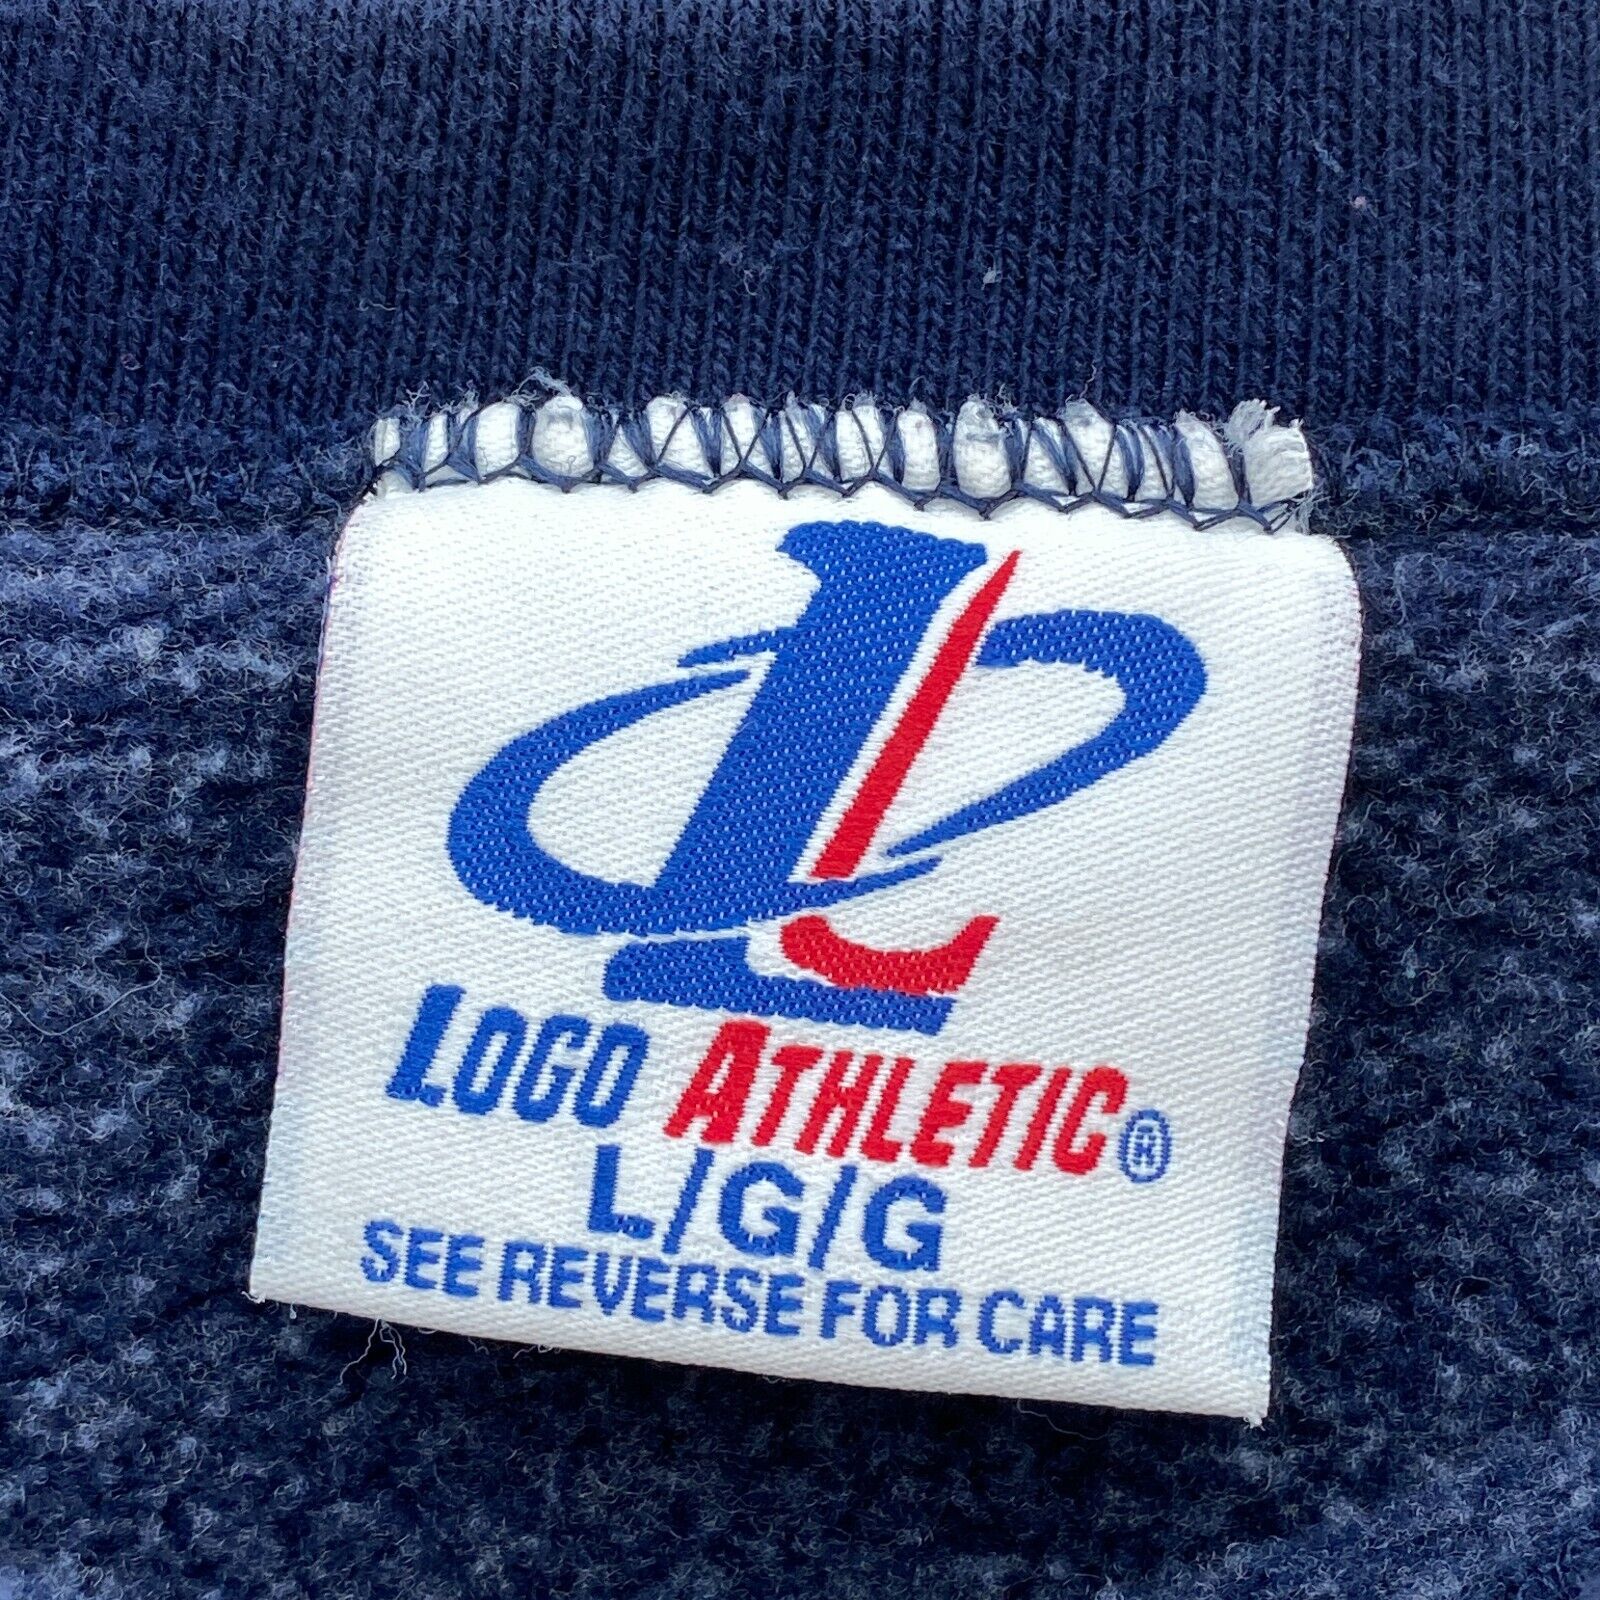 L
LOGO ATHLETIC®
L/G/G
SEE REVERSE FOR CARE